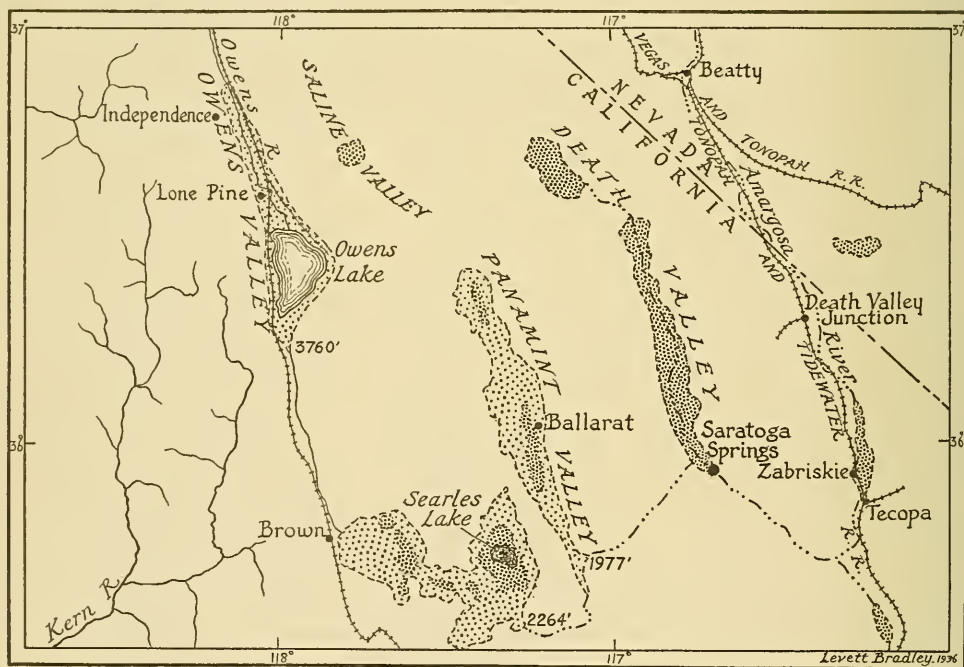 37°
118°
117°
37°
Owens R.
OWENS VALLEY
Independence
Lone Pine
SALINE VALLEY
Owens Lake
3760'
DEATH VALLEY
NEVADA
CALIFORNIA
VEGAS AND TONOPAH R.R.
Beatty
TONOPAH AND TIDEWATER R R
Amargosa River
Death Valley Junction
PANAMINT VALLEY
Ballarat
36°
36°
Saratoga Springs
Zabriskie
Tecopa
Searles Lake
Brown
1977'
2264'
Kern R.
118°
117°
Levett Bradley.1936